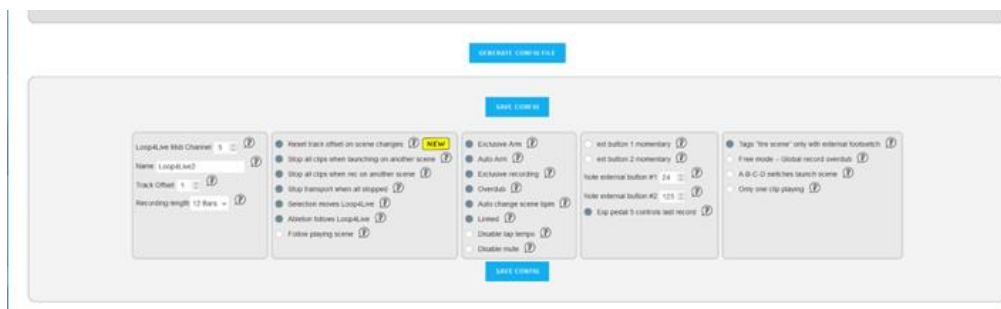 GENERATE CONFIG FILE
SAVE CONFIG
Loop4Live Midi Channel 5
Name Loop4Live2
Track Offset 1
Recording length 12 Bars
Reset track offset on scene changes NEW
Stop all clips when launching on another scene
Stop all clips when rec on another scene
Stop transport when all stopped
Selection moves Loop4Live
Ableton follows Loop4Live
Follow playing scene
Exclusive Arm
Auto Arm
Exclusive recording
Overdub
Auto change scene bpm
Linked
Disable tap tempo
Disable mute
ext button 1 momentary
ext button 2 momentary
Note external button #1 24
Note external button #2 125
Exp pedal 5 controls last record
Tags "fire scene" only with external footswitch
Free mode – Global record overdub
A-B-C-D switches launch scene
Only one clip playing
SAVE CONFIG